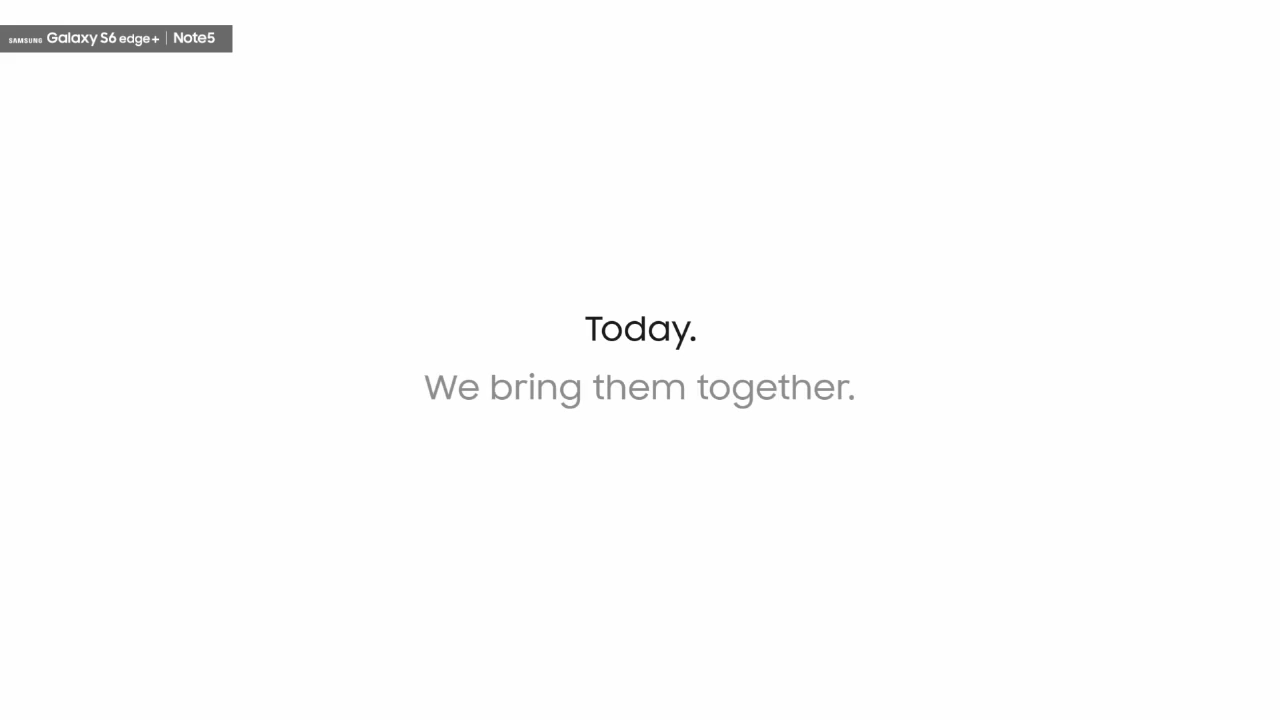 SAMSUNG Galaxy S6 edge+ | Note5
Today.
We bring them together.